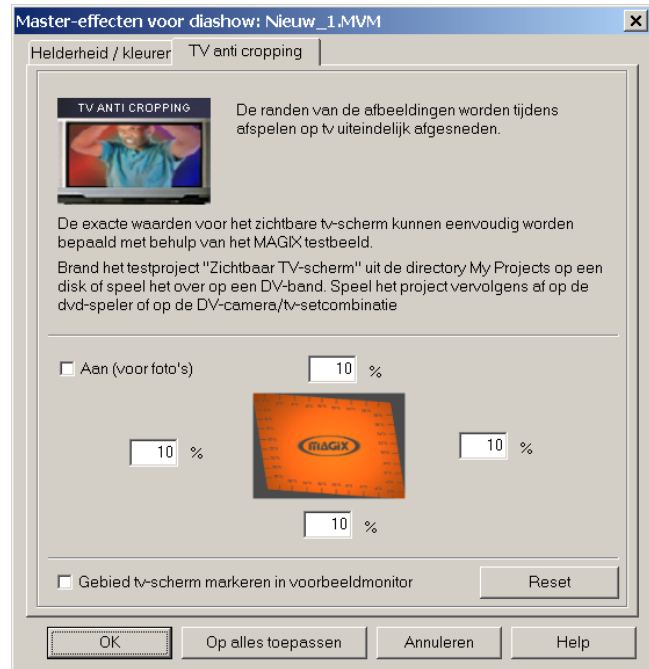 Master-effecten voor diashow: Nieuw_1.MVM
Helderheid / kleurer
TV anti cropping
TV ANTI CROPPING
De randen van de afbeeldingen worden tijdens
afspelen op tv uiteindelijk afgesneden.
De exacte waarden voor het zichtbare tv-scherm kunnen eenvoudig worden
bepaald met behulp van het MAGIX testbeeld.
Brand het testproject "Zichtbaar TV-scherm" uit de directory My Projects op een
disk of speel het over op een DV-band. Speel het project vervolgens af op de
dvd-speler of op de DV-camera/tv-setcombinatie
Aan (voor foto's)
10 %
10 %
MAGIX
10 %
10 %
Gebied tv-scherm markeren in voorbeeldmonitor
Reset
OK
Op alles toepassen
Annuleren
Help